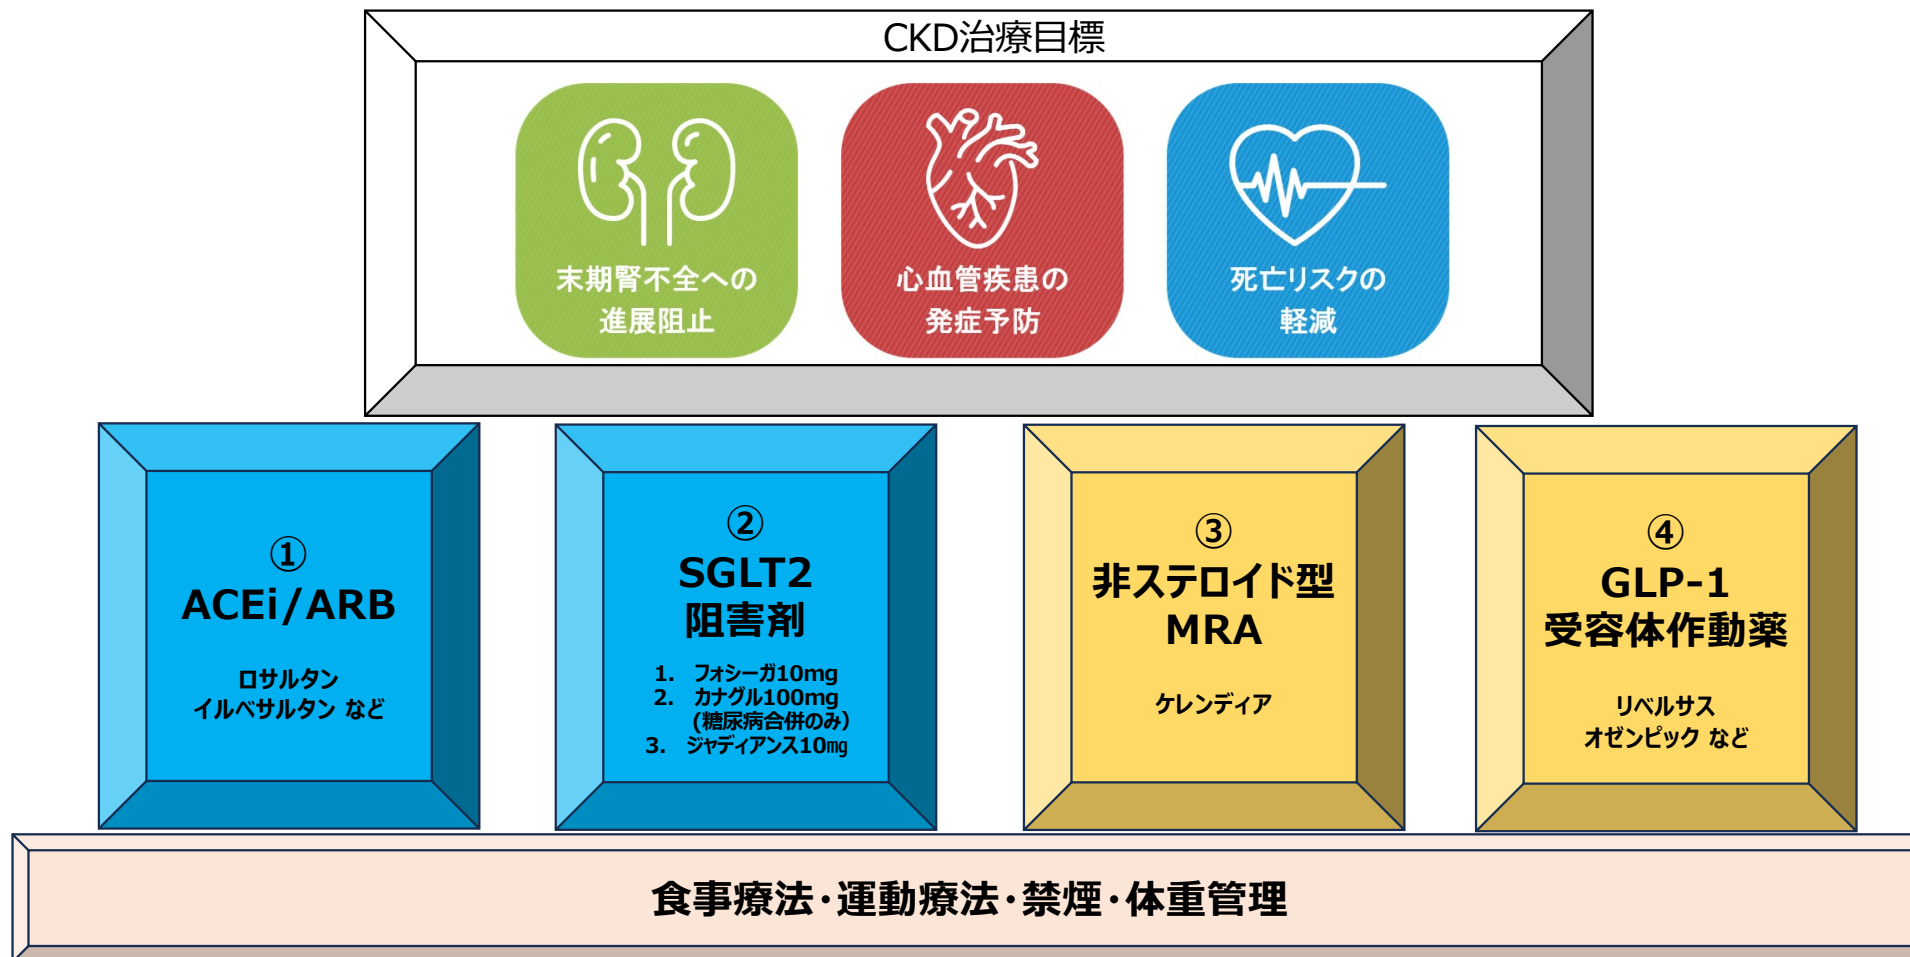 CKD治療目標
末期腎不全への
進展阻止
心血管疾患の
発症予防
死亡リスクの
軽減
①
ACEi/ARB
ロサルタン
イルベサルタン など
②
SGLT2
阻害剤
1. フォシーガ10mg
2. カナグル100mg
(糖尿病合併のみ)
3. ジャディアンス10㎎
③
非ステロイド型
MRA
ケレンディア
④
GLP-1
受容体作動薬
リベルサス
オゼンピック など
食事療法・運動療法・禁煙・体重管理